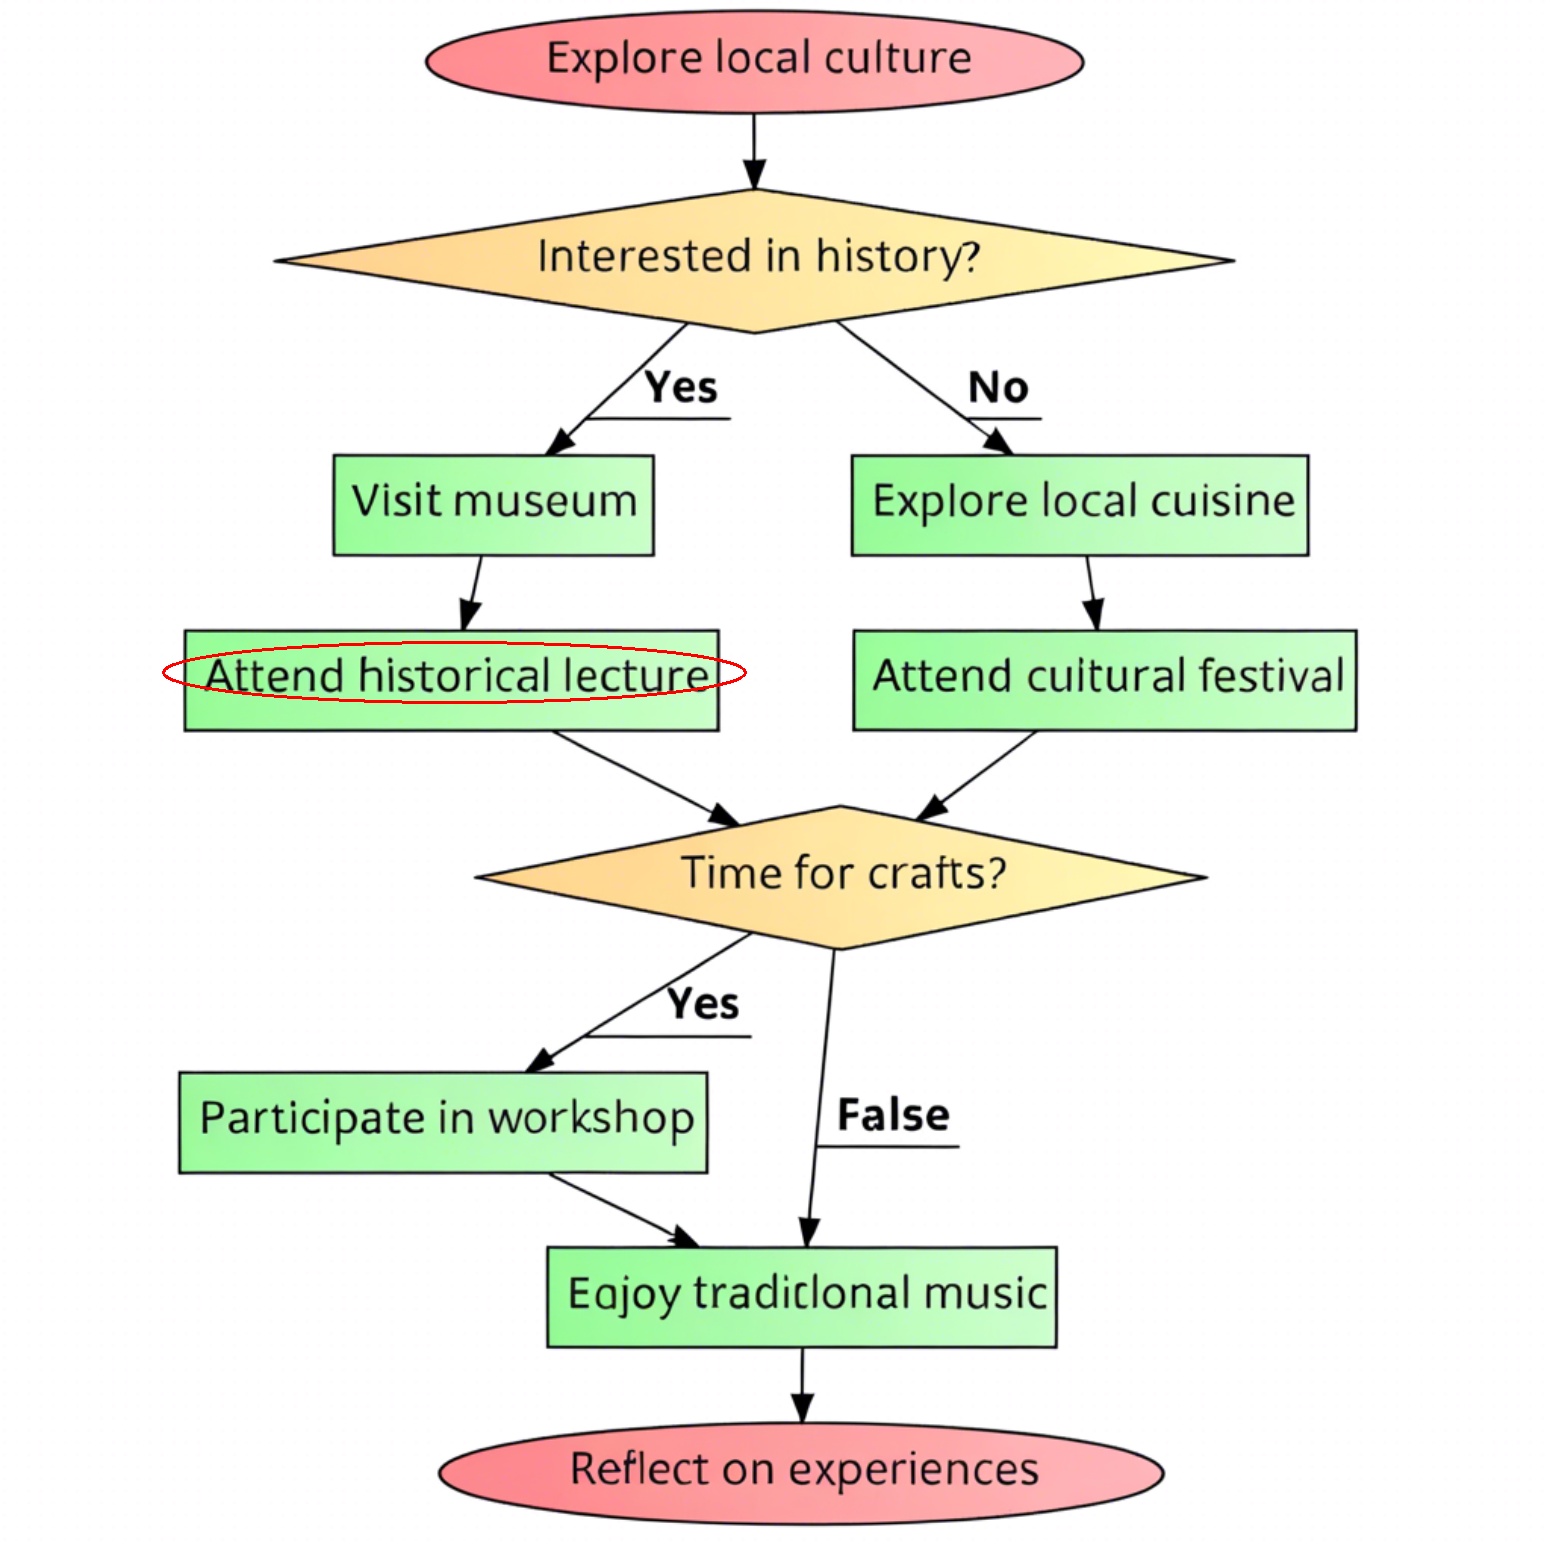 Explore local culture
Interested in history?
Yes
No
Visit museum
Explore local cuisine
Attend historical lecture
Attend cultural festival
Time for crafts?
Yes
Participate in workshop
False
Eajoy traditlonal music
Reflect on experiences